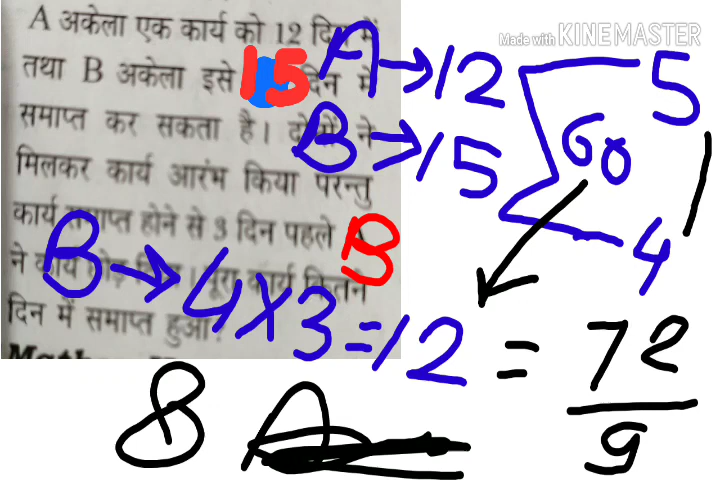 A अकेला एक कार्य को 12 दिन में
तथा B अकेला इसे 15 दिन में
समाप्त कर सकता है। दोनों ने
मिलकर कार्य आरंभ किया परन्तु
कार्य समाप्त होने से 3 दिन पहले B
ने कार्य छोड़ दिया। पूरा कार्य कितने
दिन में समाप्त हुआ?
Made with KINEMASTER
A → 12
B → 15
60
5
4
B → 4 x 3 = 12 = 72/9
8